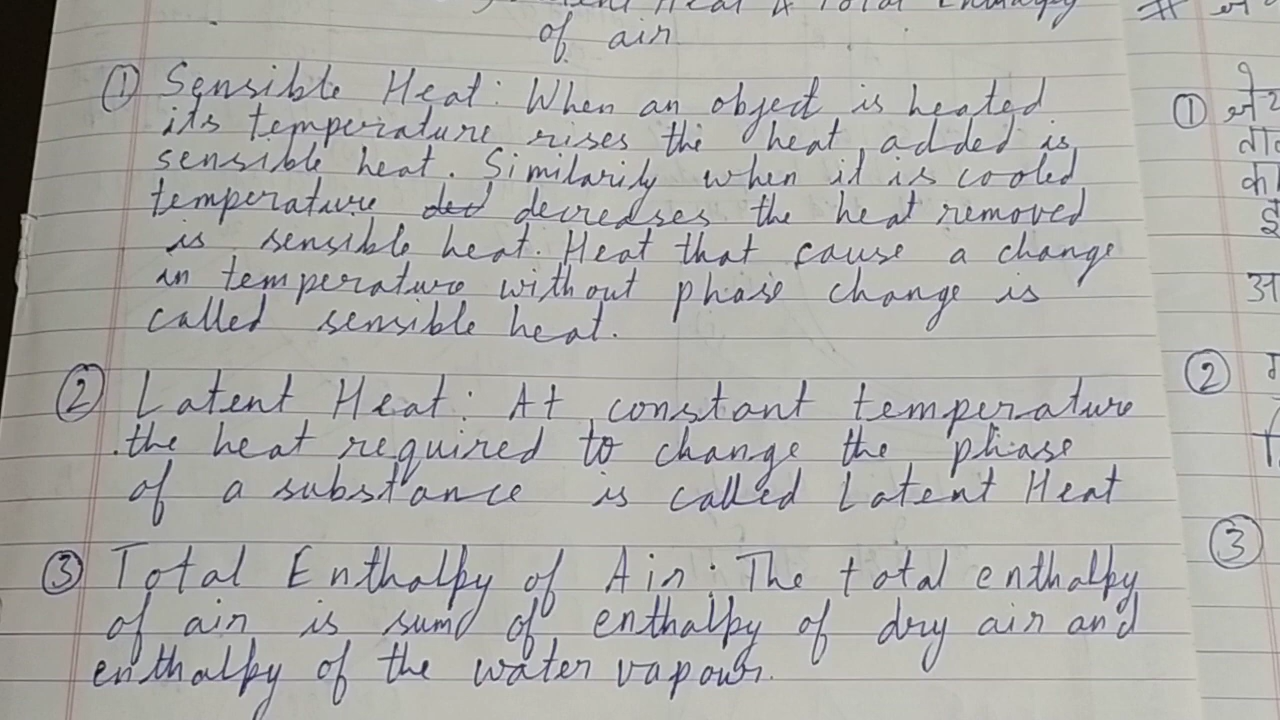 Heat & Total Enthalpy
of air
① Sensible Heat: When an object is heated
its temperature rises the heat added is
sensible heat. Similarily when it is cooled
temperature decreases the heat removed
is sensible heat. Heat that cause a change
in temperature without phase change is
called sensible heat.
② Latent Heat: At constant temperature
the heat required to change the phase
of a substance is called Latent Heat
③ Total Enthalpy of Air: The total enthalpy
of air is sum of enthalpy of dry air and
enthalpy of the water vapour.
#
①
②
③